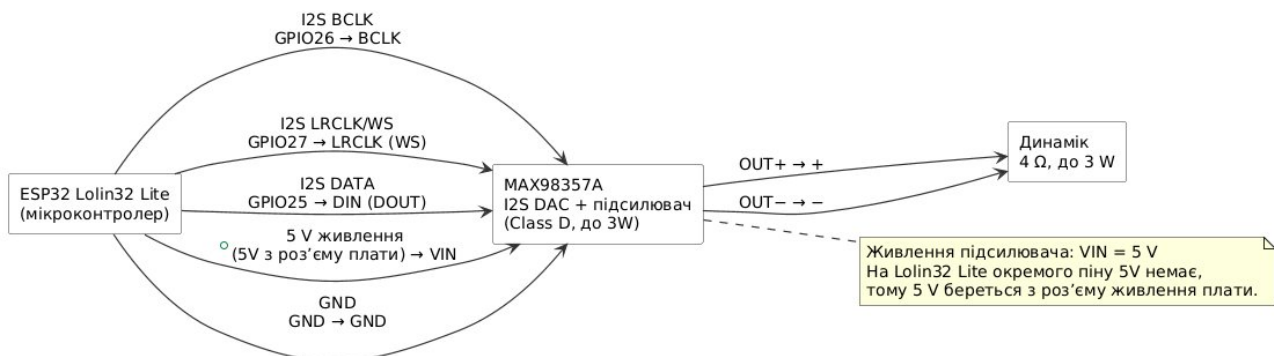 I2S BCLK
GPIO26 → BCLK
I2S LRCLK/WS
GPIO27 → LRCLK (WS)
I2S DATA
GPIO25 → DIN (DOUT)
5 V живлення
(5V з роз’єму плати) → VIN
GND
GND → GND
ESP32 Lolin32 Lite
(мікроконтролер)
MAX98357A
I2S DAC + підсилювач
(Class D, до 3W)
OUT+ → +
OUT− → −
Динамік
4 Ω, до 3 W
Живлення підсилювача: VIN = 5 V
На Lolin32 Lite окремого піну 5V немає,
тому 5 V береться з роз’єму живлення плати.